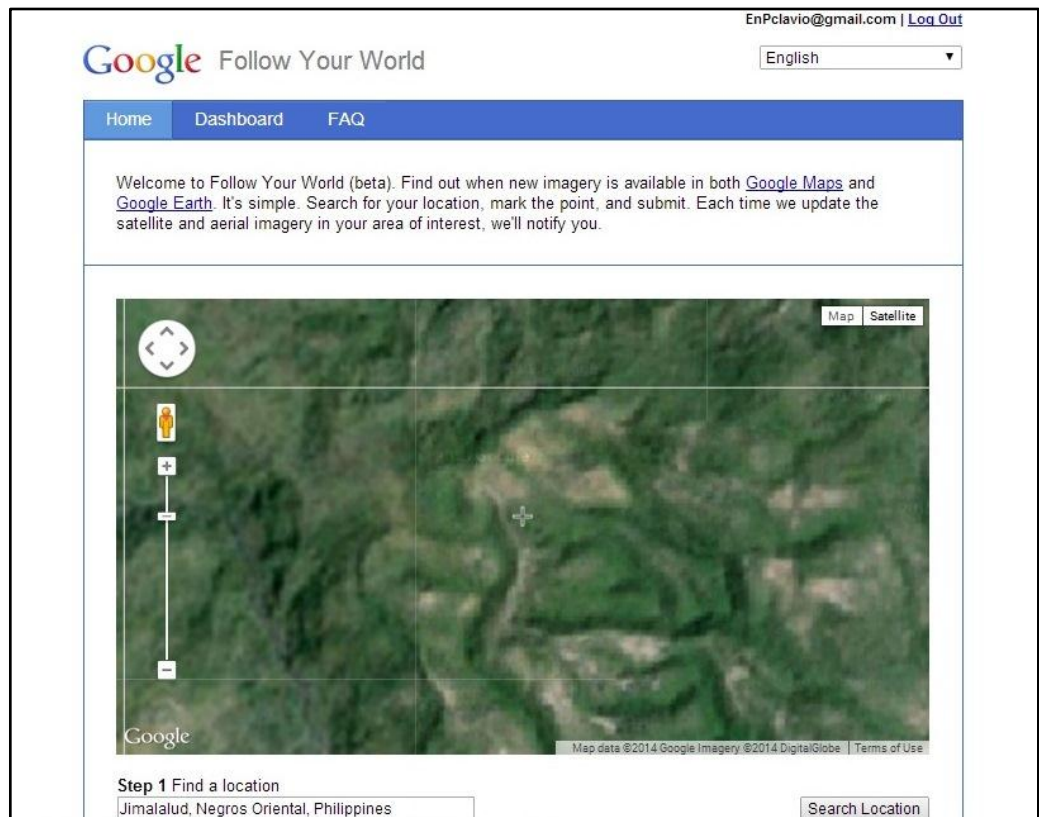 EnPclavio@gmail.com | Log Out
Google Follow Your World
English
Home Dashboard FAQ
Welcome to Follow Your World (beta). Find out when new imagery is available in both Google Maps and
Google Earth. It's simple. Search for your location, mark the point, and submit. Each time we update the
satellite and aerial imagery in your area of interest, we'll notify you.
Map Satellite
Google
Map data ©2014 Google Imagery ©2014 DigitalGlobe Terms of Use
Step 1 Find a location
Jimalalud, Negros Oriental, Philippines
Search Location